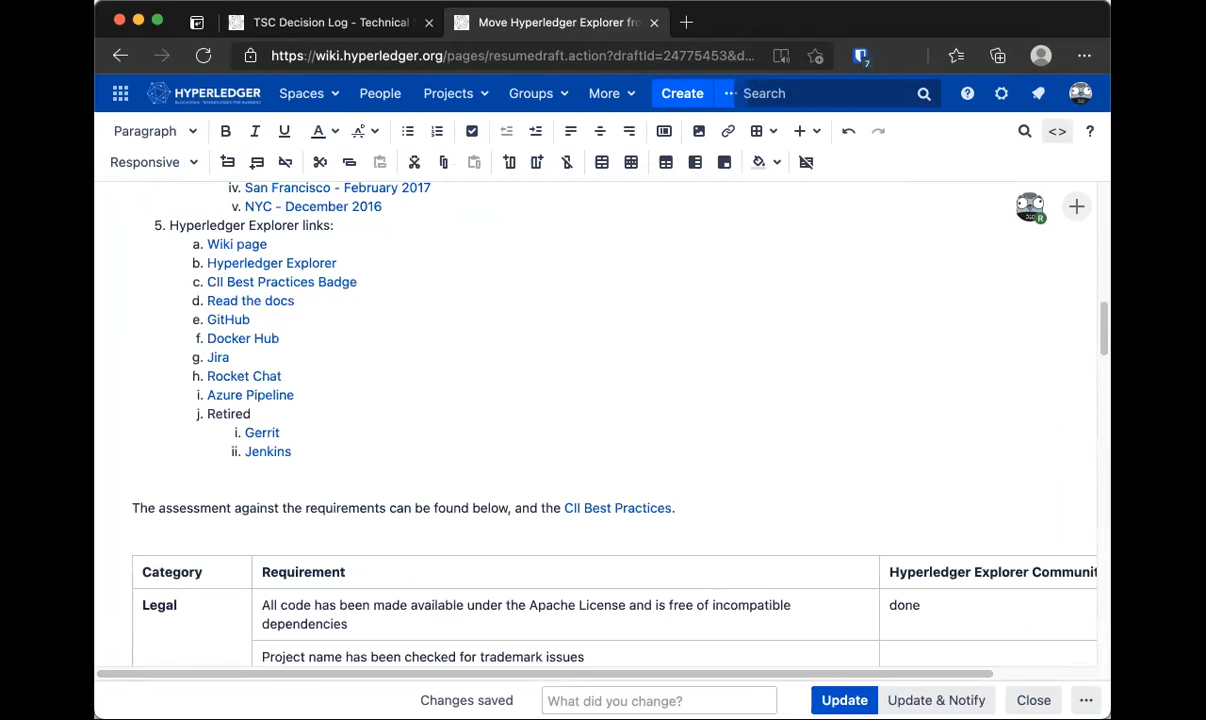 TSC Decision Log - Technical
Move Hyperledger Explorer fro
https://wiki.hyperledger.org/pages/resumedraft.action?draftId=24775453&d...
7
HYPERLEDGER
Spaces
People
Projects
Groups
More
Create
Search
Paragraph
B I U A
Responsive
iv. San Francisco - February 2017
v. NYC - December 2016
5. Hyperledger Explorer links:
a. Wiki page
b. Hyperledger Explorer
c. CII Best Practices Badge
d. Read the docs
e. GitHub
f. Docker Hub
g. Jira
h. Rocket Chat
i. Azure Pipeline
j. Retired
i. Gerrit
ii. Jenkins
R
The assessment against the requirements can be found below, and the CII Best Practices.
Category
Requirement
Hyperledger Explorer Communit
Legal
All code has been made available under the Apache License and is free of incompatible
dependencies
done
Project name has been checked for trademark issues
Changes saved
What did you change?
Update
Update & Notify
Close